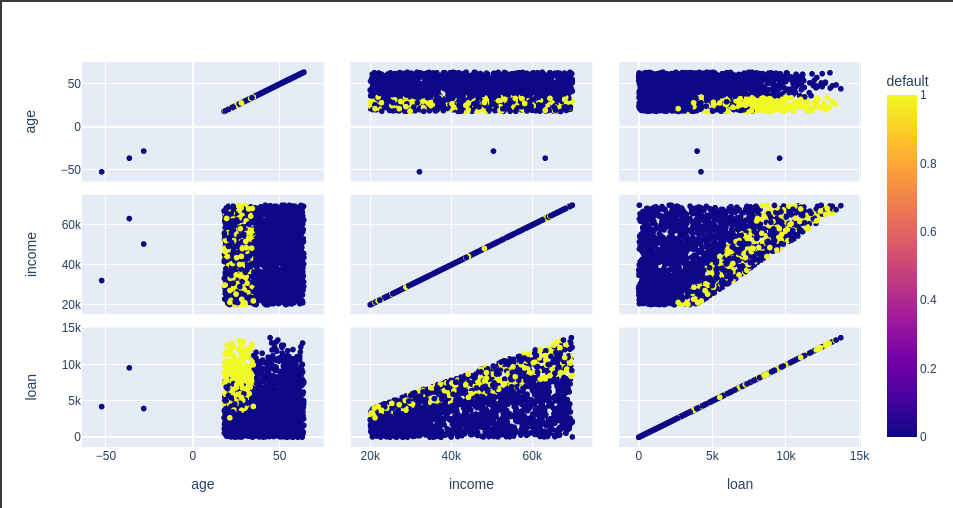 default
50
0
−50
age
1
0.8
0.6
0.4
0.2
0
60k
40k
20k
income
15k
10k
5k
0
loan
−50 0 50 20k 40k 60k 0 5k 10k 15k
age income loan